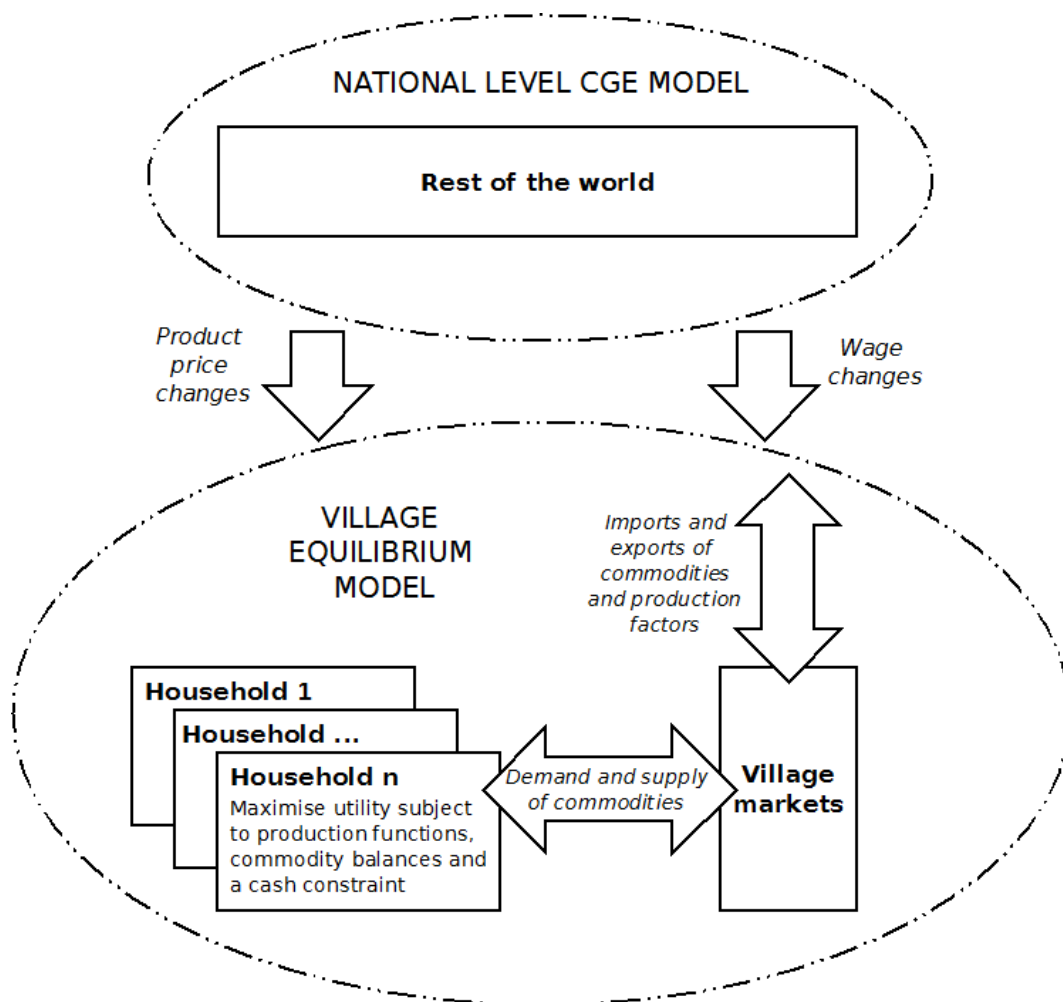 NATIONAL LEVEL CGE MODEL
Rest of the world
Product
price
changes
Wage
changes
VILLAGE
EQUILIBRIUM
MODEL
Imports and
exports of
commodities
and production
factors
Household 1
Household ...
Household n
Maximise utility subject
to production functions,
commodity balances and
a cash constraint
Demand and supply
of commodities
Village
markets